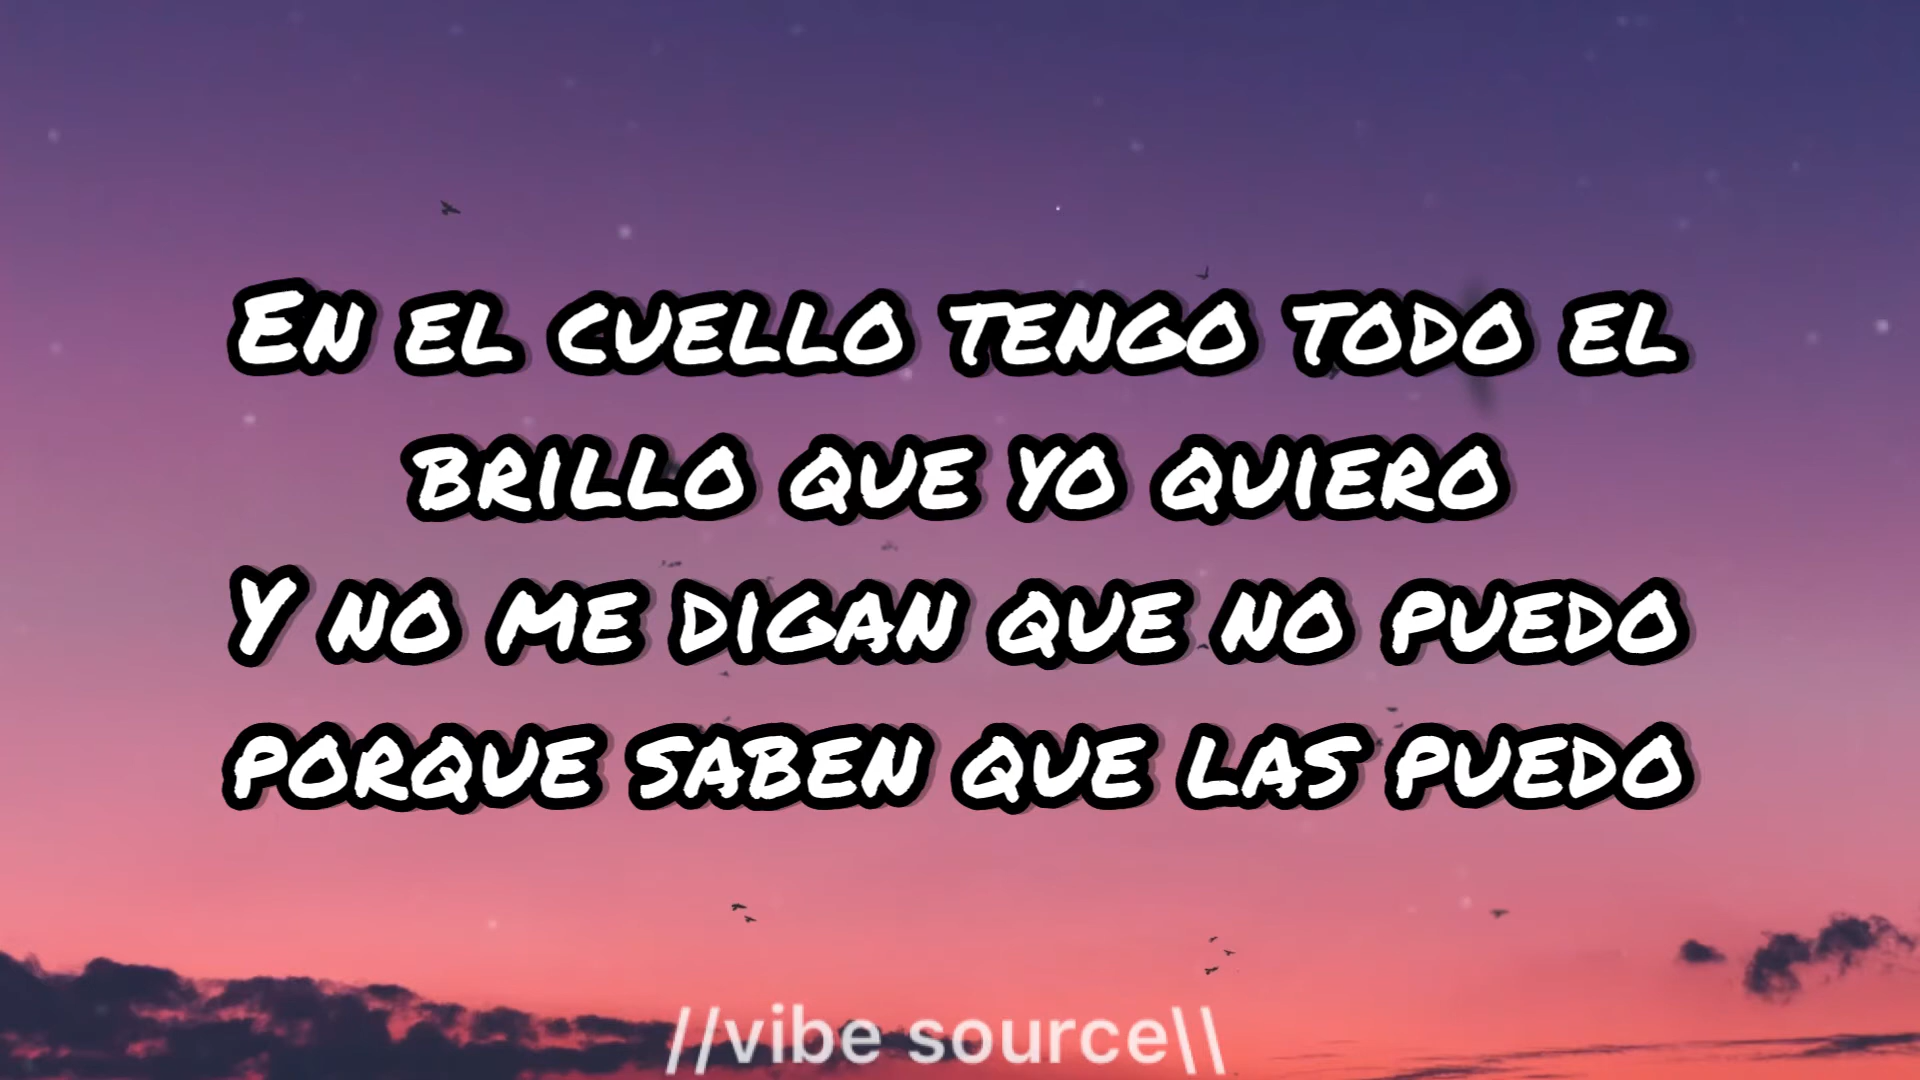 En el cuello tengo todo el
brillo que yo quiero
Y no me digan que no puedo
porque saben que las puedo
//vibe source\\